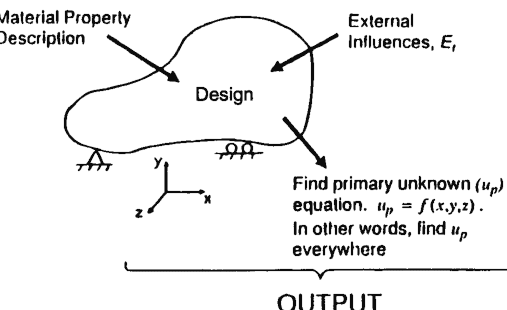 Material Property
Description
External
Influences, E_t
Design
y
x
z
Find primary unknown (u_p)
equation. u_p = f(x,y,z).
In other words, find u_p
everywhere
OUTPUT